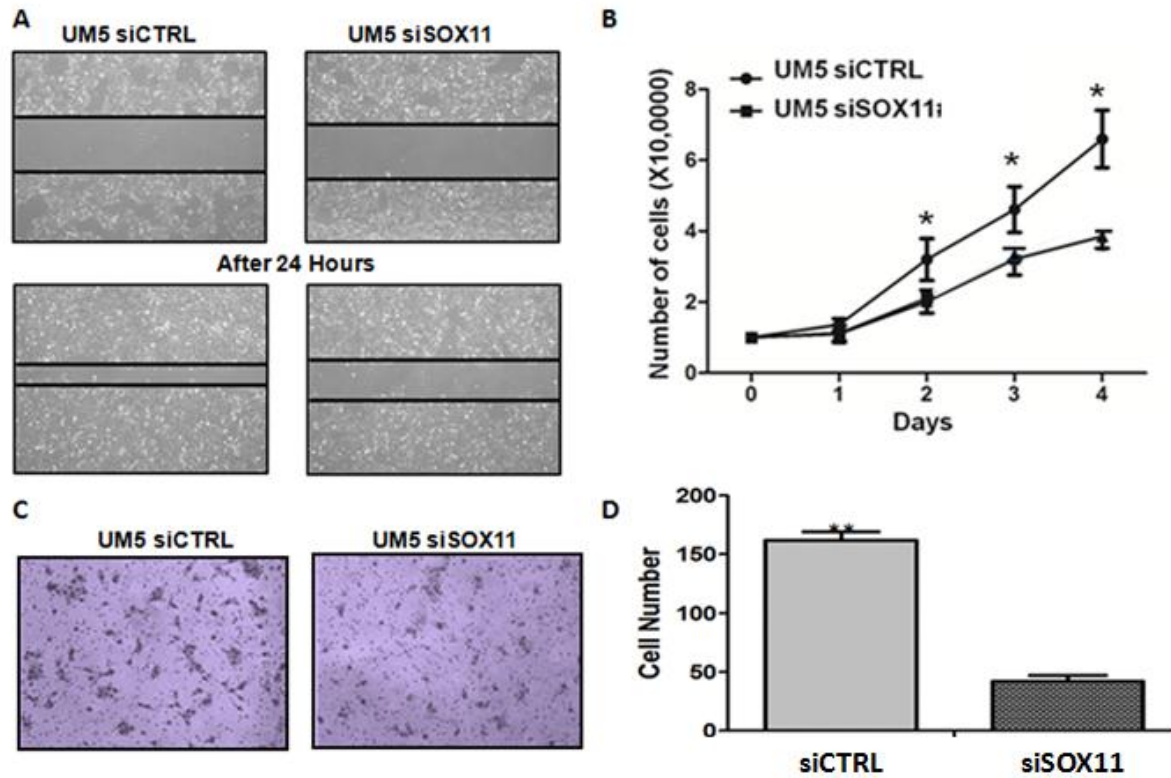 A
UM5 siCTRL
UM5 siSOX11
After 24 Hours
B
UM5 siCTRL
UM5 siSOX11i
Number of cells (X10,0000)
8
6
4
2
0
* * *
0 1 2 3 4
Days
C
UM5 siCTRL
UM5 siSOX11
D
Cell Number
200
150
100
50
0
**
siCTRL
siSOX11